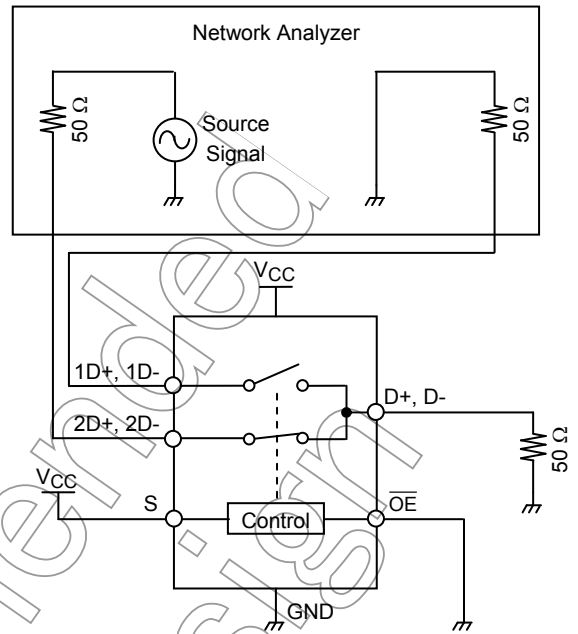 Network Analyzer
50 Ω
Source
Signal
50 Ω
VCC
1D+, 1D-
D+, D-
2D+, 2D-
50 Ω
VCC
S
Control
OE
GND